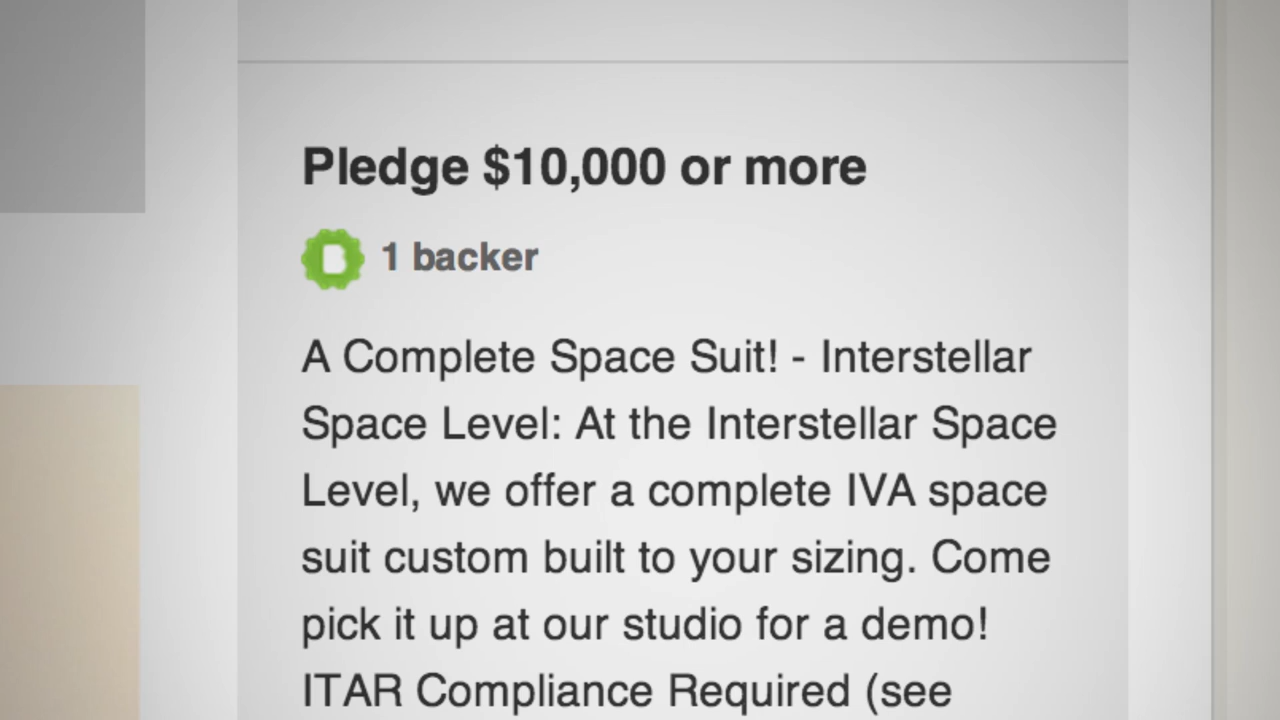 Pledge $10,000 or more
1 backer
A Complete Space Suit! - Interstellar
Space Level: At the Interstellar Space
Level, we offer a complete IVA space
suit custom built to your sizing. Come
pick it up at our studio for a demo!
ITAR Compliance Required (see